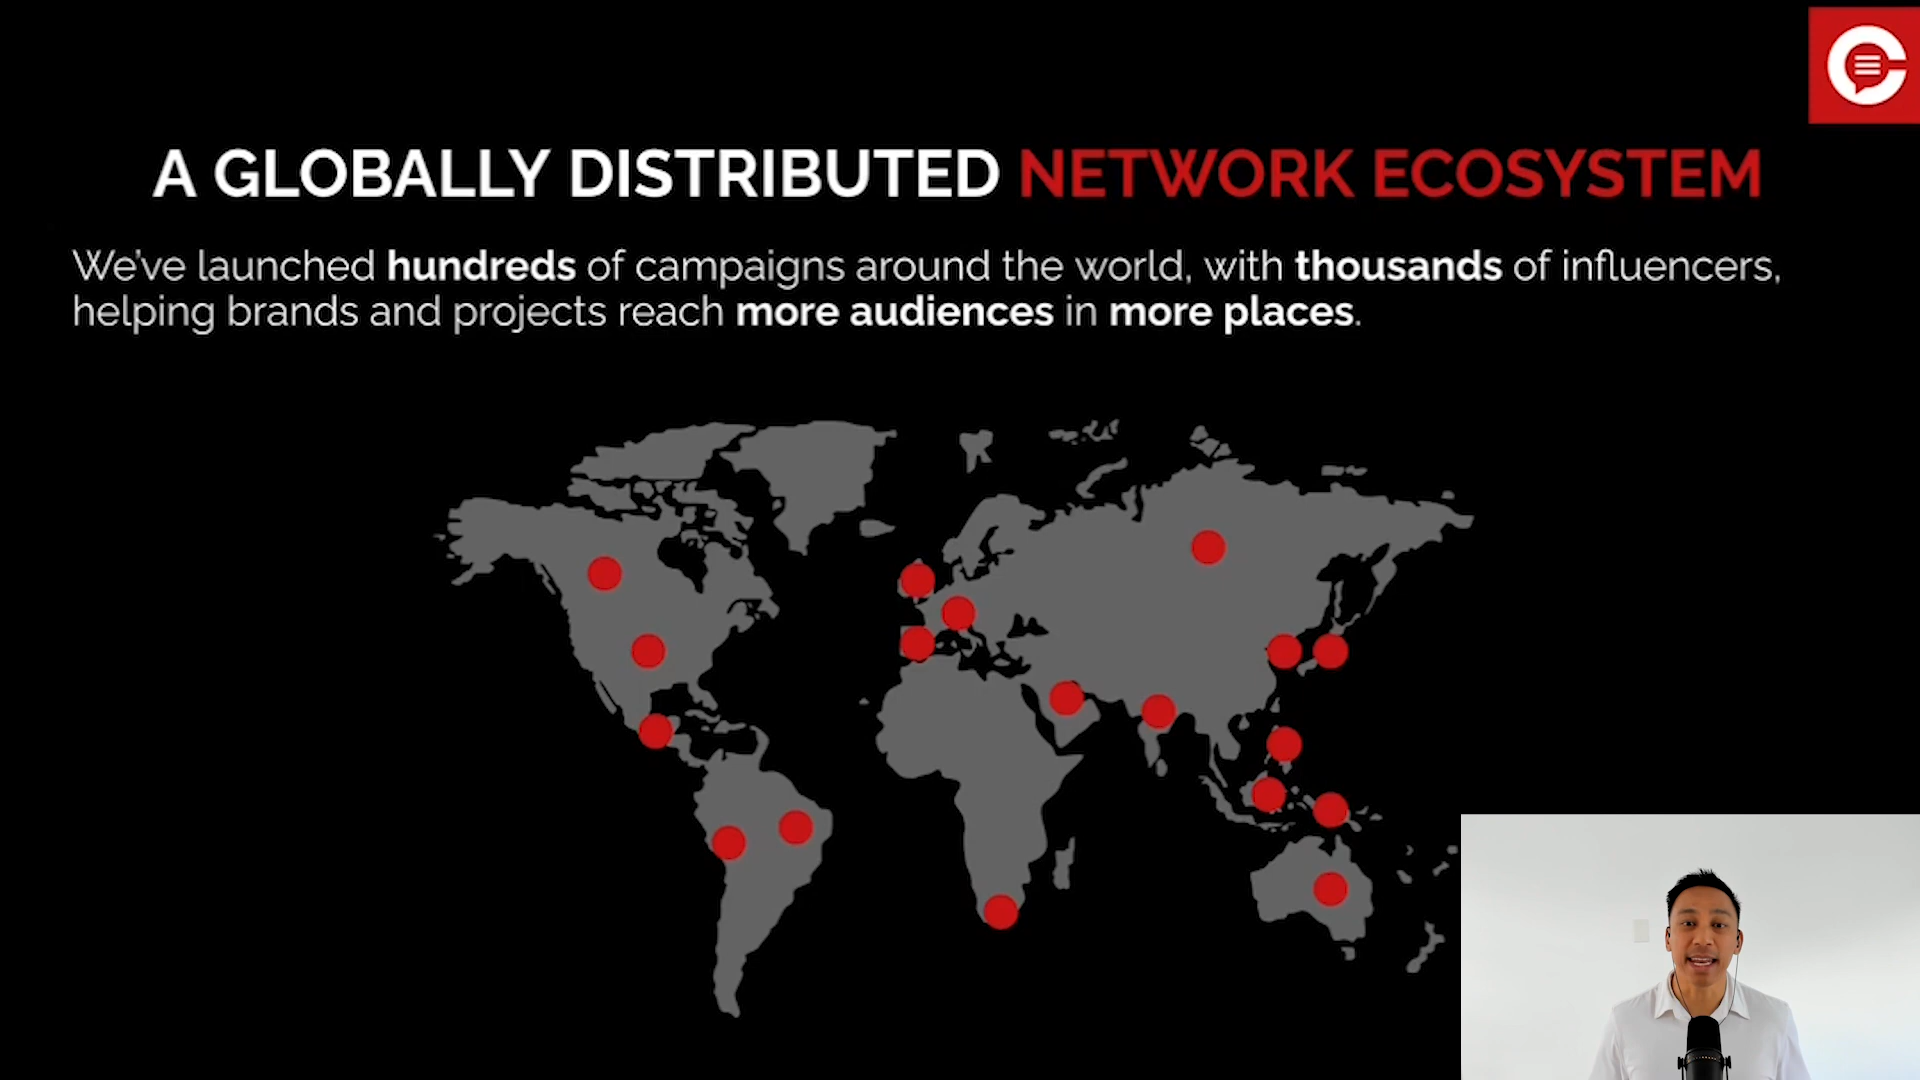 A GLOBALLY DISTRIBUTED NETWORK ECOSYSTEM
We've launched hundreds of campaigns around the world, with thousands of influencers,
helping brands and projects reach more audiences in more places.